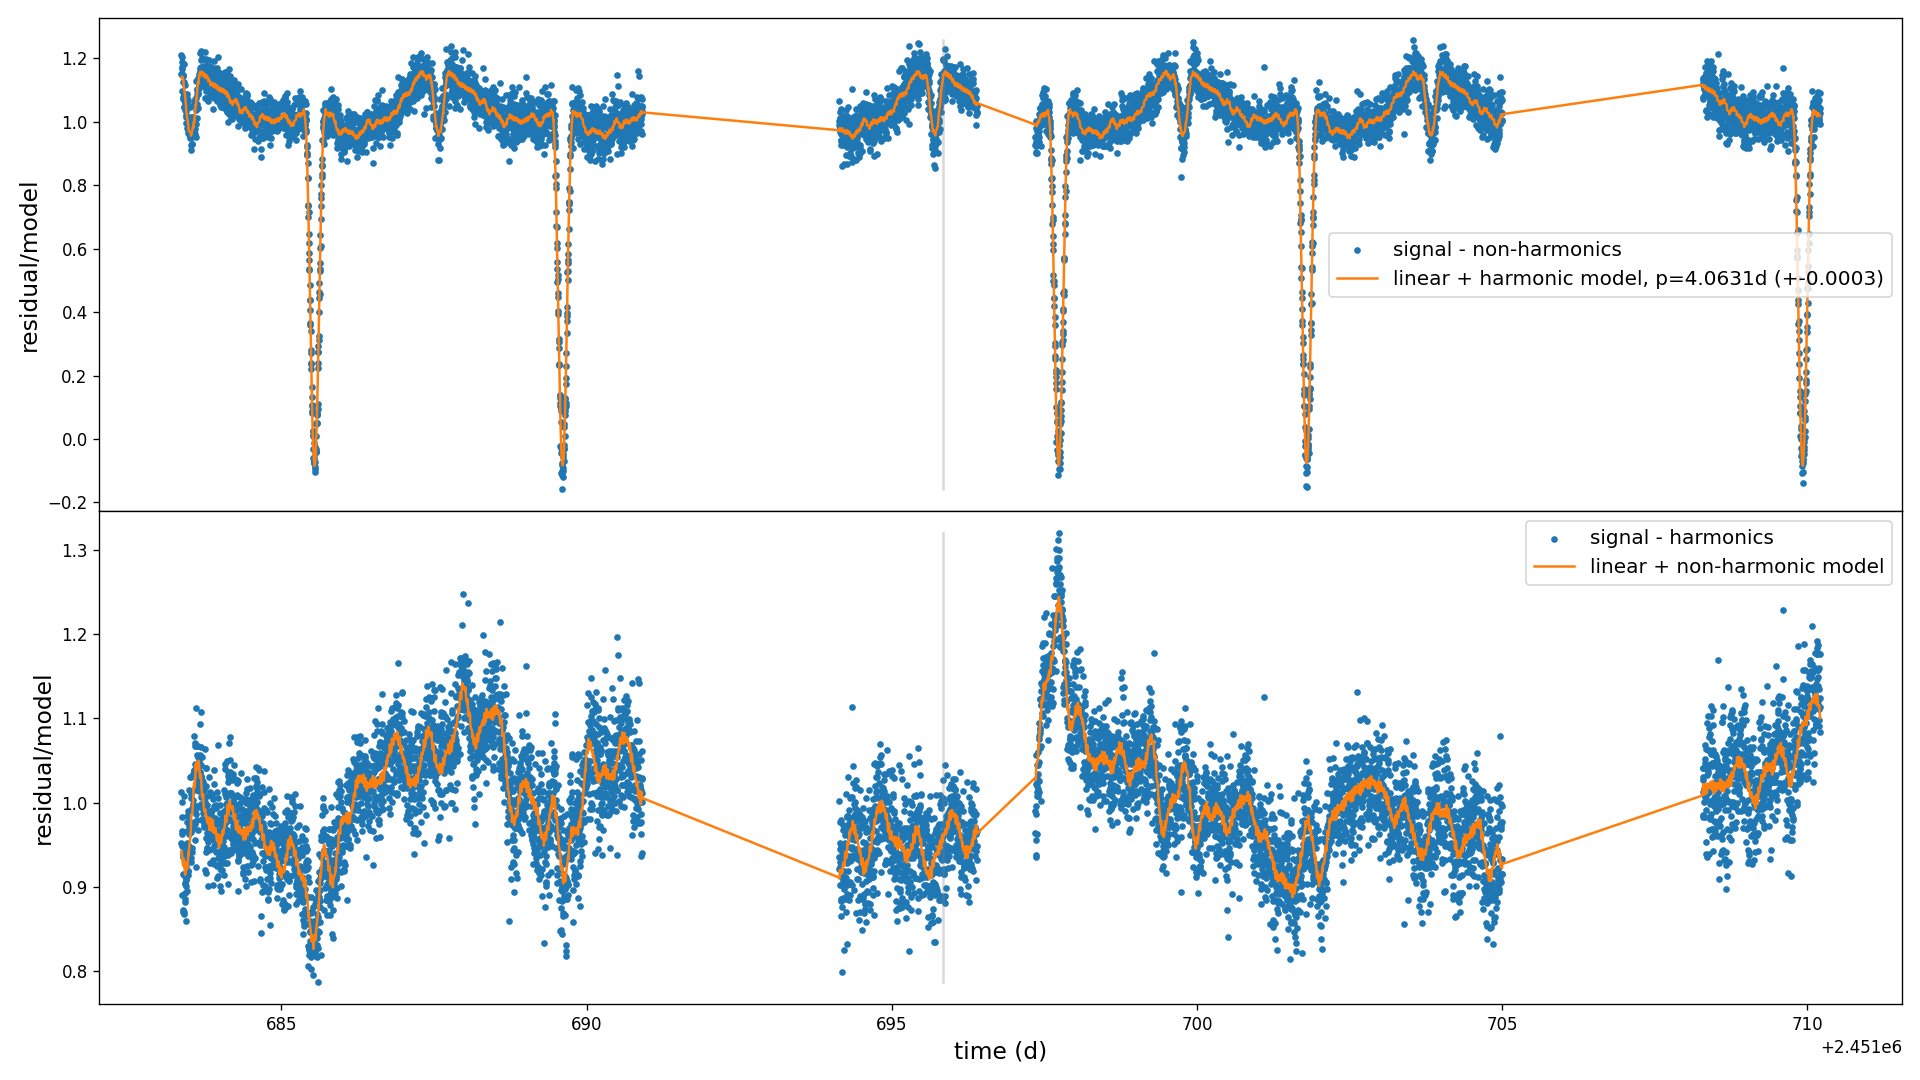 1.2
1.0
0.8
0.6
0.4
0.2
0.0
−0.2
residual/model
signal - non-harmonics
linear + harmonic model, p=4.0631d (+-0.0003)
1.3
1.2
1.1
1.0
0.9
0.8
residual/model
signal - harmonics
linear + non-harmonic model
685
690
695
700
705
710
time (d)
+2.451e6